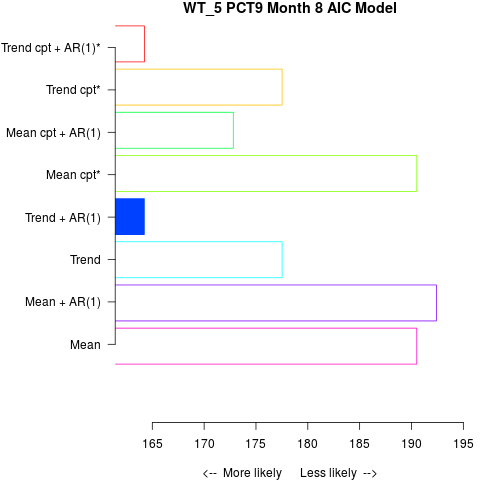 WT_5 PCT9 Month 8 AIC Model
Trend cpt + AR(1)*
Trend cpt*
Mean cpt + AR(1)
Mean cpt*
Trend + AR(1)
Trend
Mean + AR(1)
Mean
165 170 175 180 185 190 195
<-- More likely Less likely -->